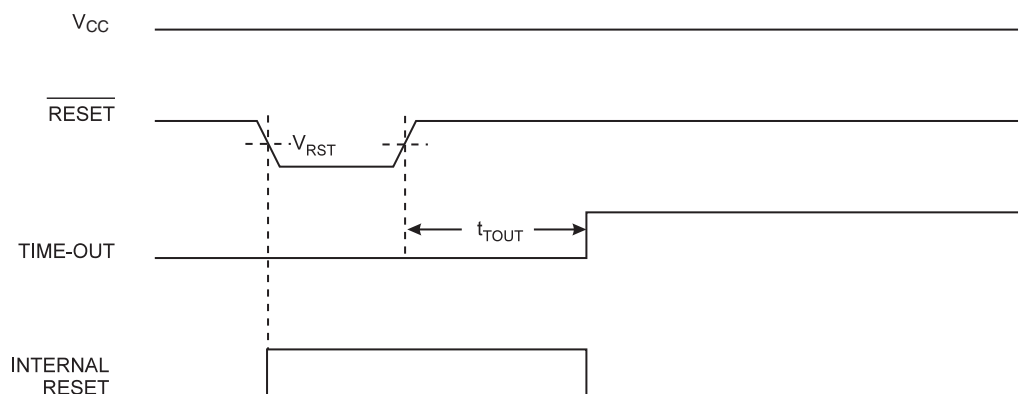 VCC
RESET
VRST
tTOUT
TIME-OUT
INTERNAL
RESET